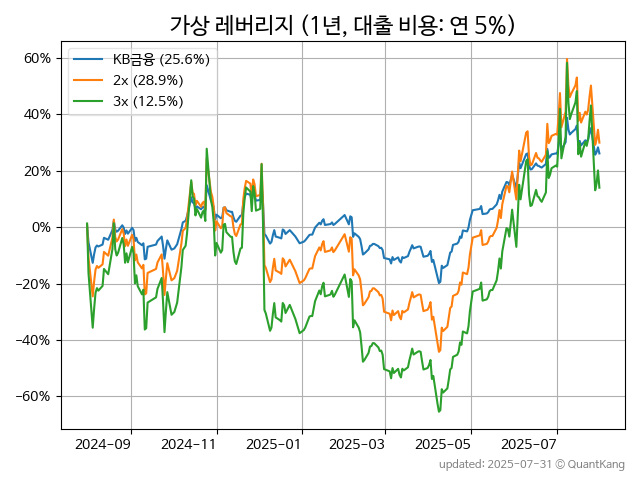 가상 레버리지 (1년, 대출 비용: 연 5%)
KB금융 (25.6%)
2x (28.9%)
3x (12.5%)
60%
40%
20%
0%
−20%
−40%
−60%
2024-09
2024-11
2025-01
2025-03
2025-05
2025-07
updated: 2025-07-31 © QuantKang